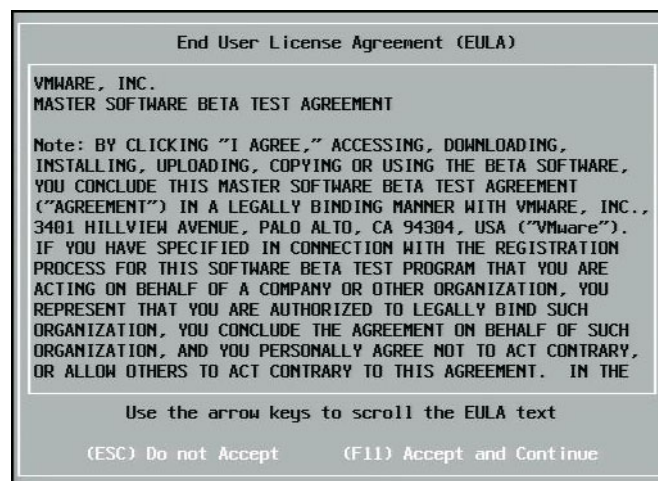 End User License Agreement (EULA)
VMWARE, INC.
MASTER SOFTWARE BETA TEST AGREEMENT
Note: BY CLICKING "I AGREE," ACCESSING, DOWNLOADING,
INSTALLING, UPLOADING, COPYING OR USING THE BETA SOFTWARE,
YOU CONCLUDE THIS MASTER SOFTWARE BETA TEST AGREEMENT
("AGREEMENT") IN A LEGALLY BINDING MANNER WITH VMWARE, INC.,
3401 HILLVIEW AVENUE, PALO ALTO, CA 94304, USA ("VMware").
IF YOU HAVE SPECIFIED IN CONNECTION WITH THE REGISTRATION
PROCESS FOR THIS SOFTWARE BETA TEST PROGRAM THAT YOU ARE
ACTING ON BEHALF OF A COMPANY OR OTHER ORGANIZATION, YOU
REPRESENT THAT YOU ARE AUTHORIZED TO LEGALLY BIND SUCH
ORGANIZATION, YOU CONCLUDE THE AGREEMENT ON BEHALF OF SUCH
ORGANIZATION, AND YOU PERSONALLY AGREE NOT TO ACT CONTRARY,
OR ALLOW OTHERS TO ACT CONTRARY TO THIS AGREEMENT. IN THE
Use the arrow keys to scroll the EULA text
(ESC) Do not Accept (F11) Accept and Continue